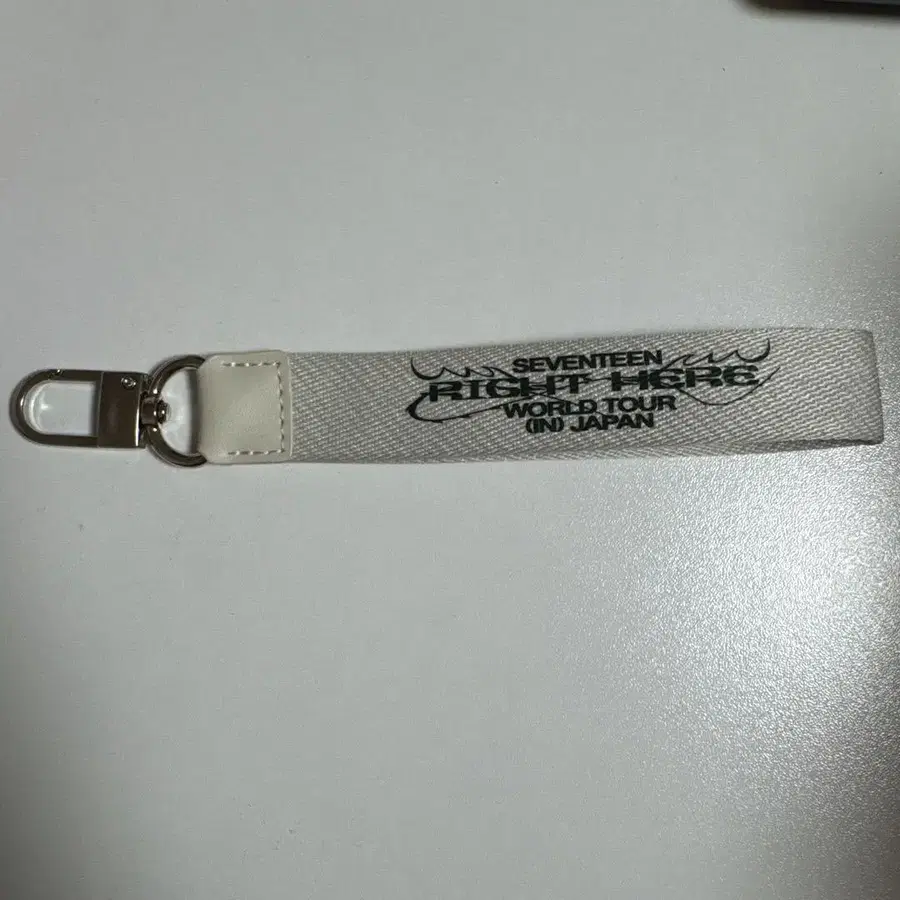 SEVENTEEN
RIGHT HERE
WORLD TOUR
(IN) JAPAN